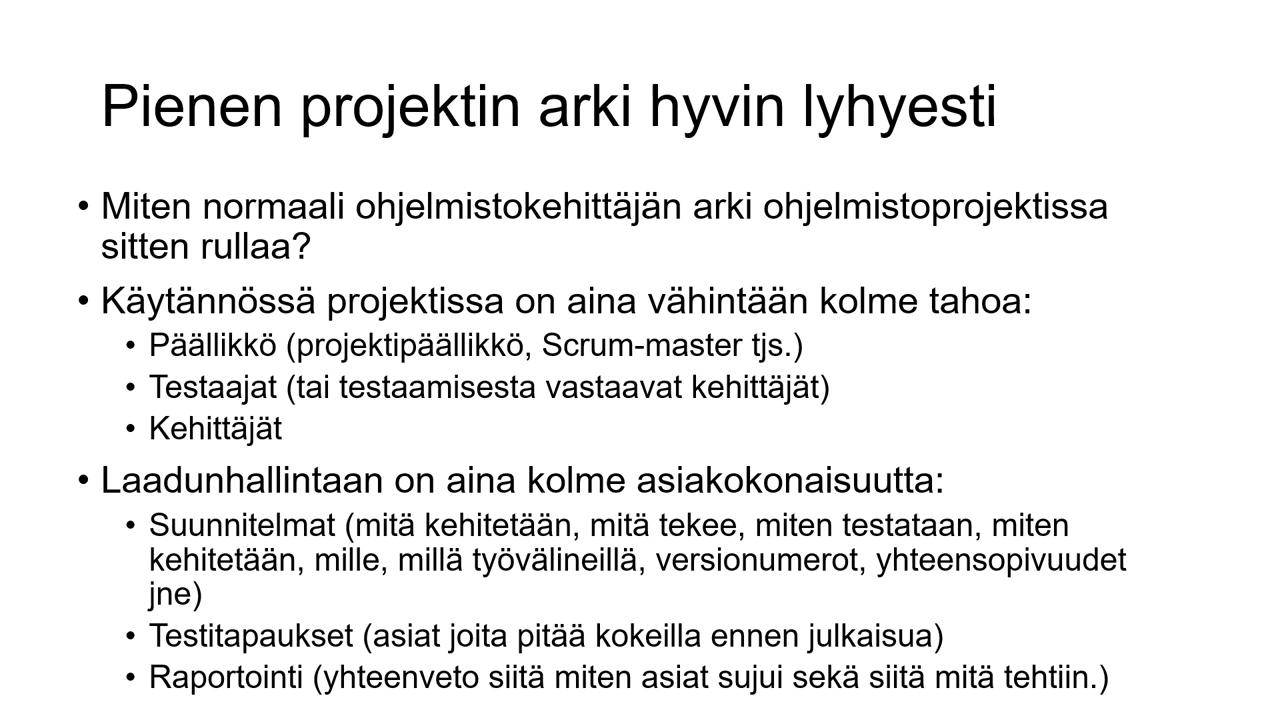 Pienen projektin arki hyvin lyhyesti
• Miten normaali ohjelmistokehittäjän arki ohjelmistoprojektissa
sitten rullaa?
• Käytännössä projektissa on aina vähintään kolme tahoa:
• Päällikkö (projektipäällikkö, Scrum-master tjs.)
• Testaajat (tai testaamisesta vastaavat kehittäjät)
• Kehittäjät
• Laadunhallintaan on aina kolme asiakokonaisuutta:
• Suunnitelmat (mitä kehitetään, mitä tekee, miten testataan, miten
kehitetään, mille, millä työvälineillä, versionumerot, yhteensopivuudet
jne)
• Testitapaukset (asiat joita pitää kokeilla ennen julkaisua)
• Raportointi (yhteenveto siitä miten asiat sujui sekä siitä mitä tehtiin.)